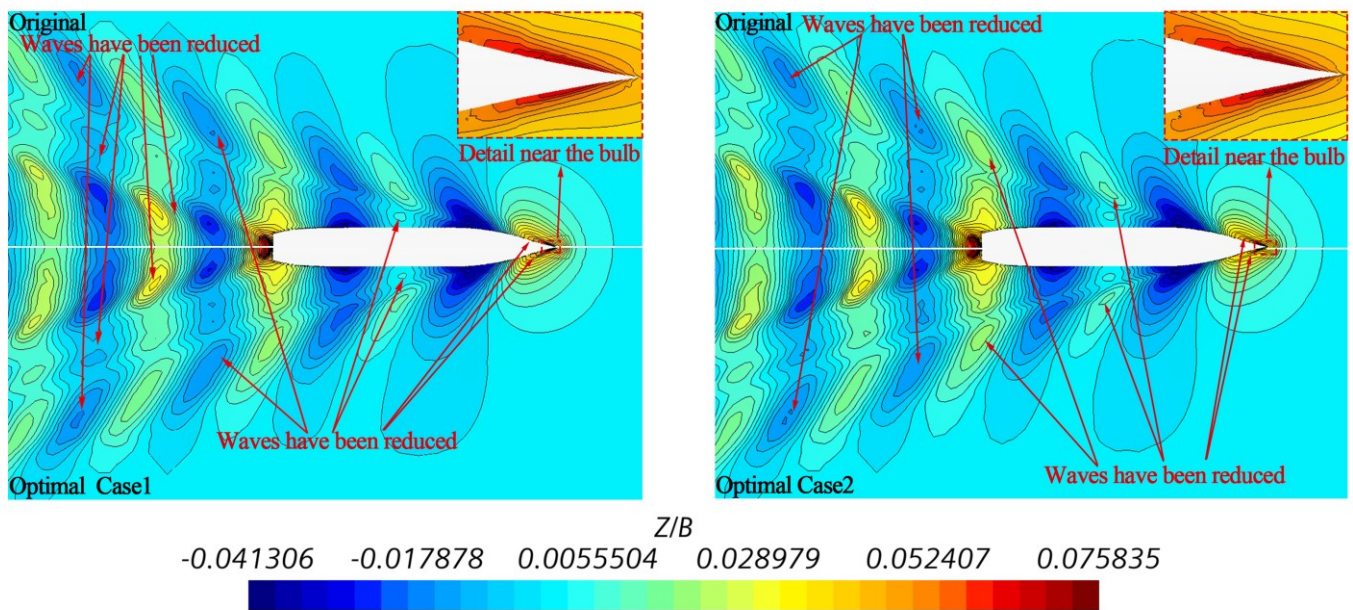 Original
Waves have been reduced
Detail near the bulb
Waves have been reduced
Optimal Case1
Original
Waves have been reduced
Detail near the bulb
Waves have been reduced
Optimal Case2
Z/B
-0.041306 -0.017878 0.0055504 0.028979 0.052407 0.075835